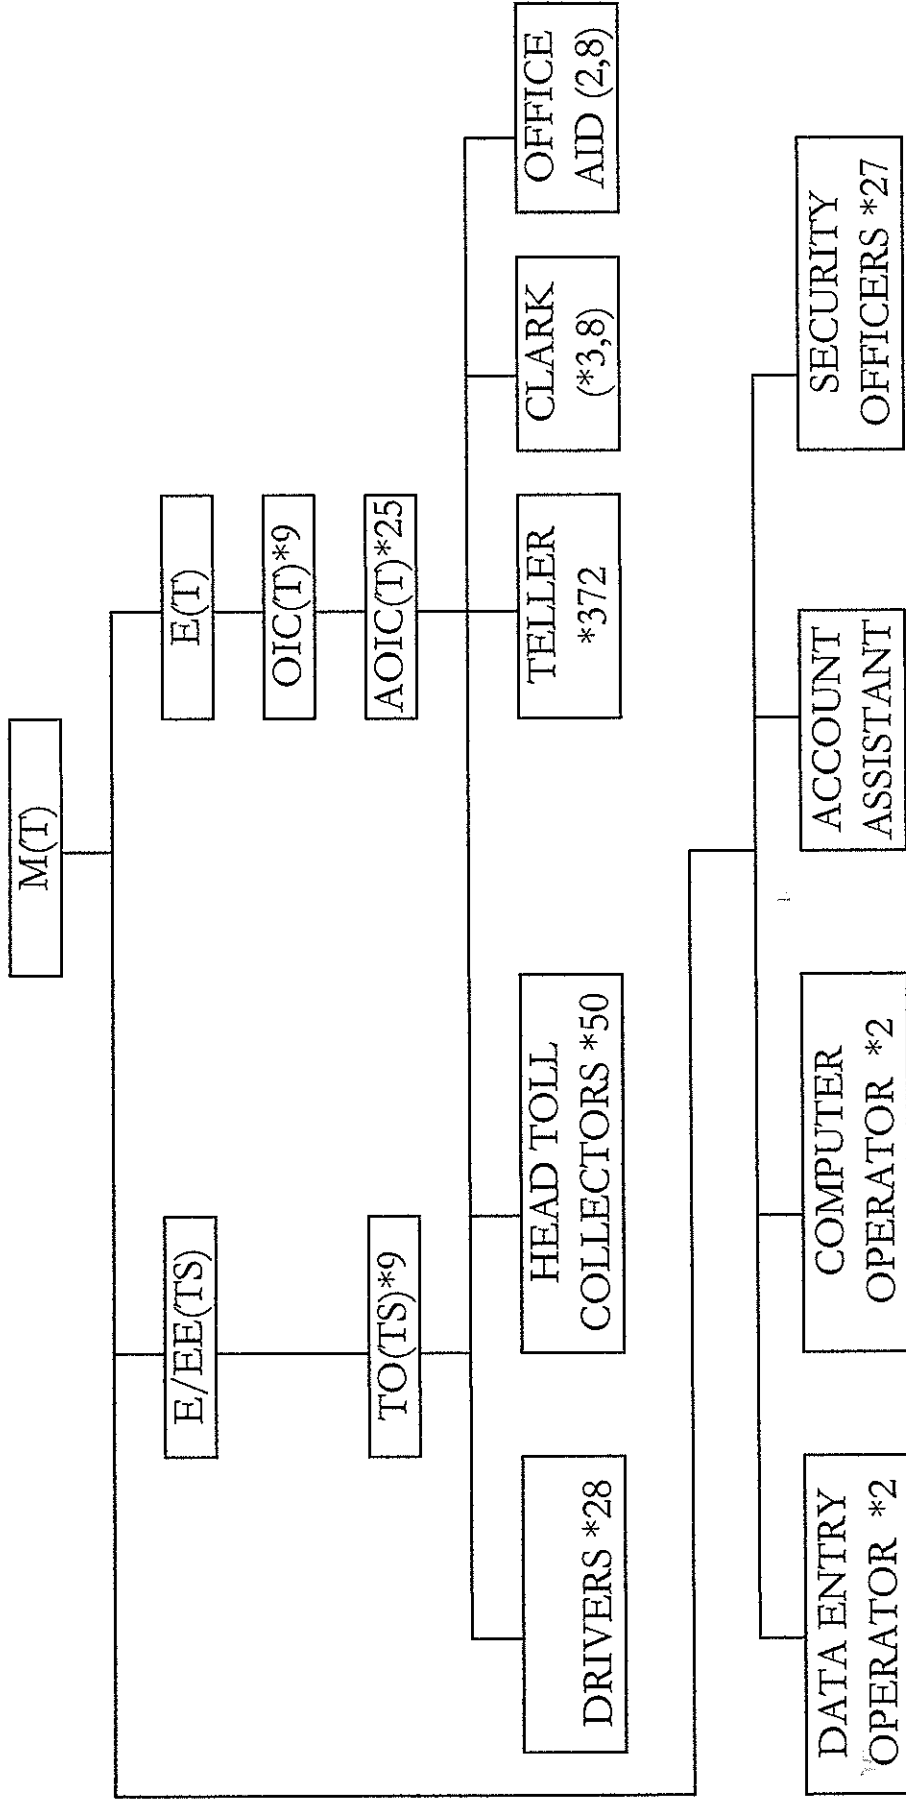 M(T)
E/EE(TS)
E(T)
OIC(T)*9
TO(TS)*9
AOIC(T)*25
DRIVERS *28
HEAD TOLL
COLLECTORS *50
TELLER
*372
CLARK
(*3,8)
OFFICE
AID (2,8)
DATA ENTRY
OPERATOR *2
COMPUTER
OPERATOR *2
ACCOUNT
ASSISTANT
SECURITY
OFFICERS *27